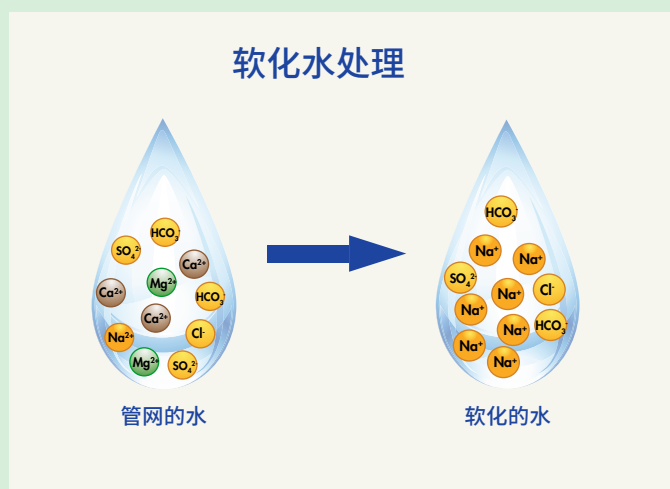 软化水处理
HCO₃⁻
SO₄²⁻
Ca²⁺
Mg²⁺
Ca²⁺
HCO₃⁻
Ca²⁺
Na²⁺
Cl⁻
Mg²⁺
SO₄²⁻
管网的水
HCO₃⁻
Na⁺
Na⁺
SO₄²⁻
Na⁺
Cl⁻
Na⁺
HCO₃⁻
Na⁺
Na⁺
Na⁺
软化的水